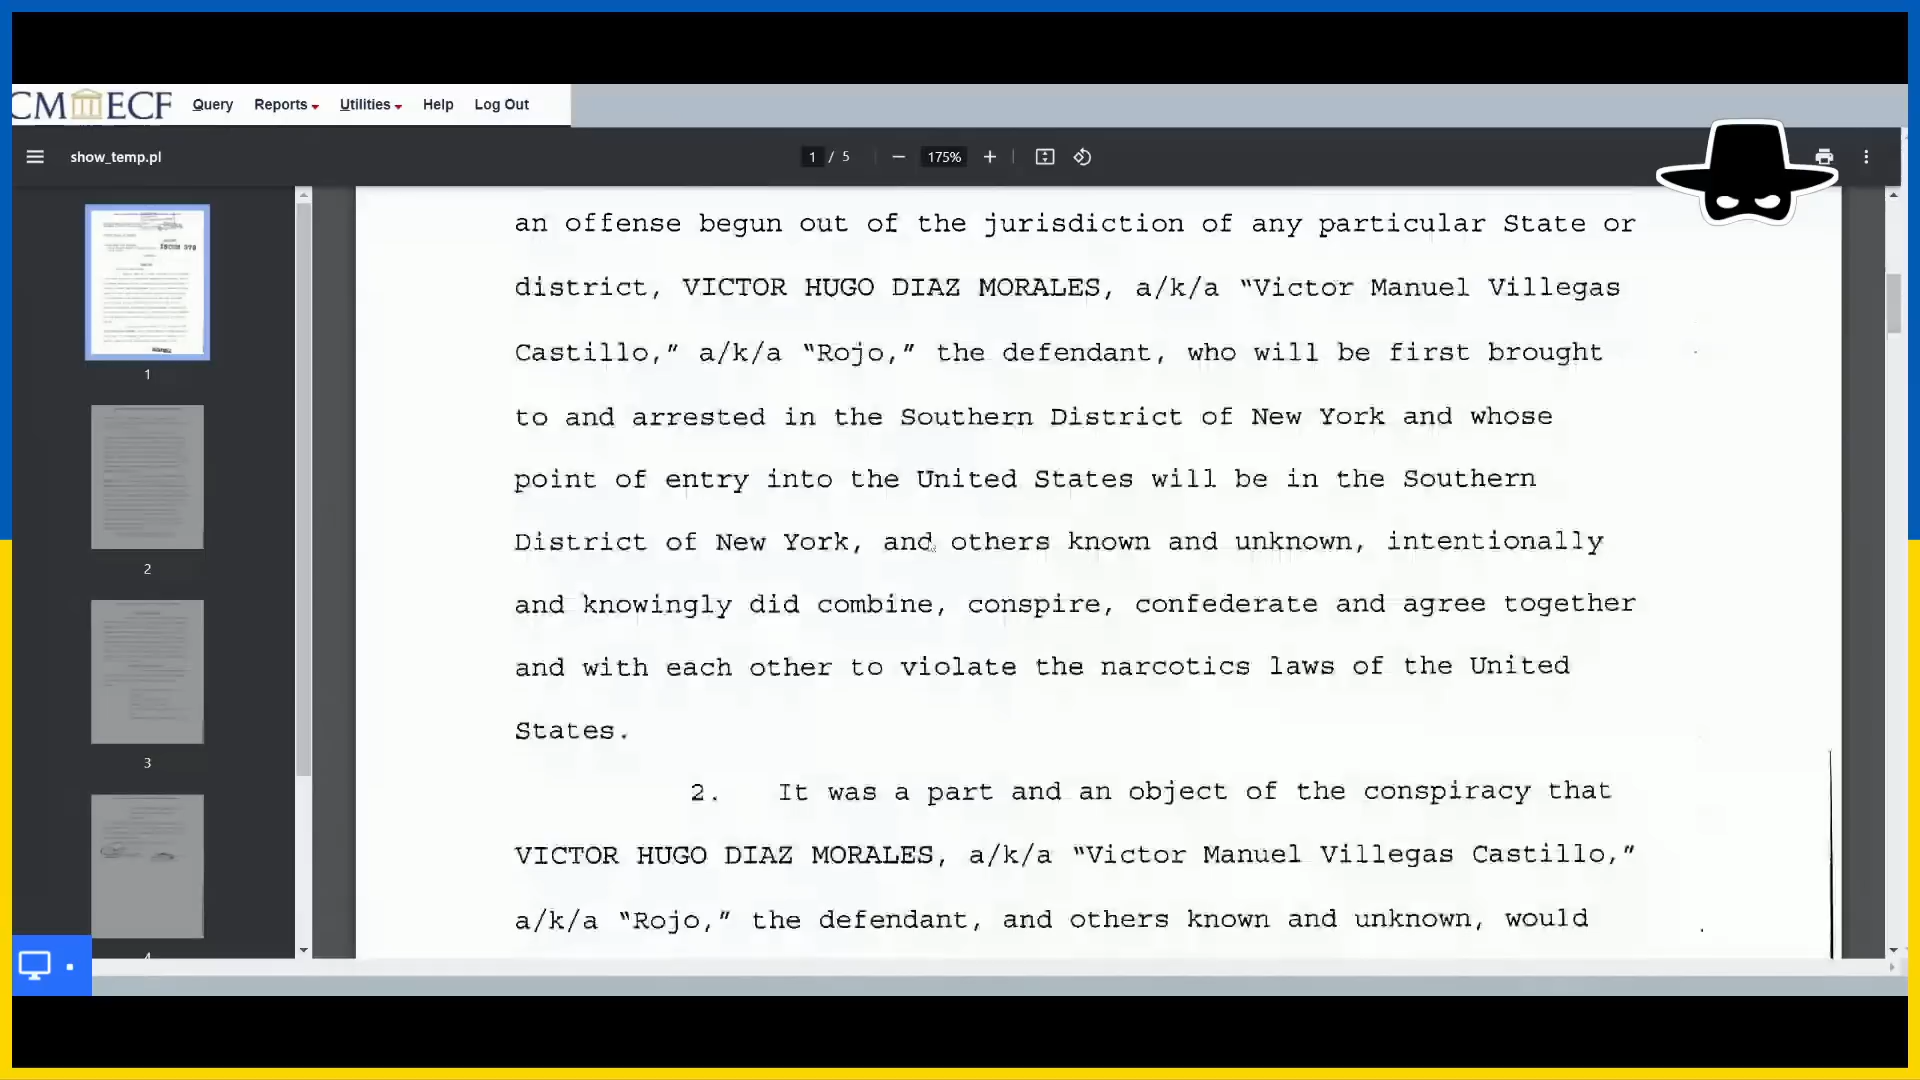 CM ECF Query Reports Utilities Help Log Out
show_temp.pl 1 / 5 175%
an offense begun out of the jurisdiction of any particular State or
district, VICTOR HUGO DIAZ MORALES, a/k/a “Victor Manuel Villegas
Castillo,” a/k/a “Rojo,” the defendant, who will be first brought
to and arrested in the Southern District of New York and whose
point of entry into the United States will be in the Southern
District of New York, and others known and unknown, intentionally
and knowingly did combine, conspire, confederate and agree together
and with each other to violate the narcotics laws of the United
States.
2. It was a part and an object of the conspiracy that
VICTOR HUGO DIAZ MORALES, a/k/a “Victor Manuel Villegas Castillo,”
a/k/a “Rojo,” the defendant, and others known and unknown, would
1
2
3